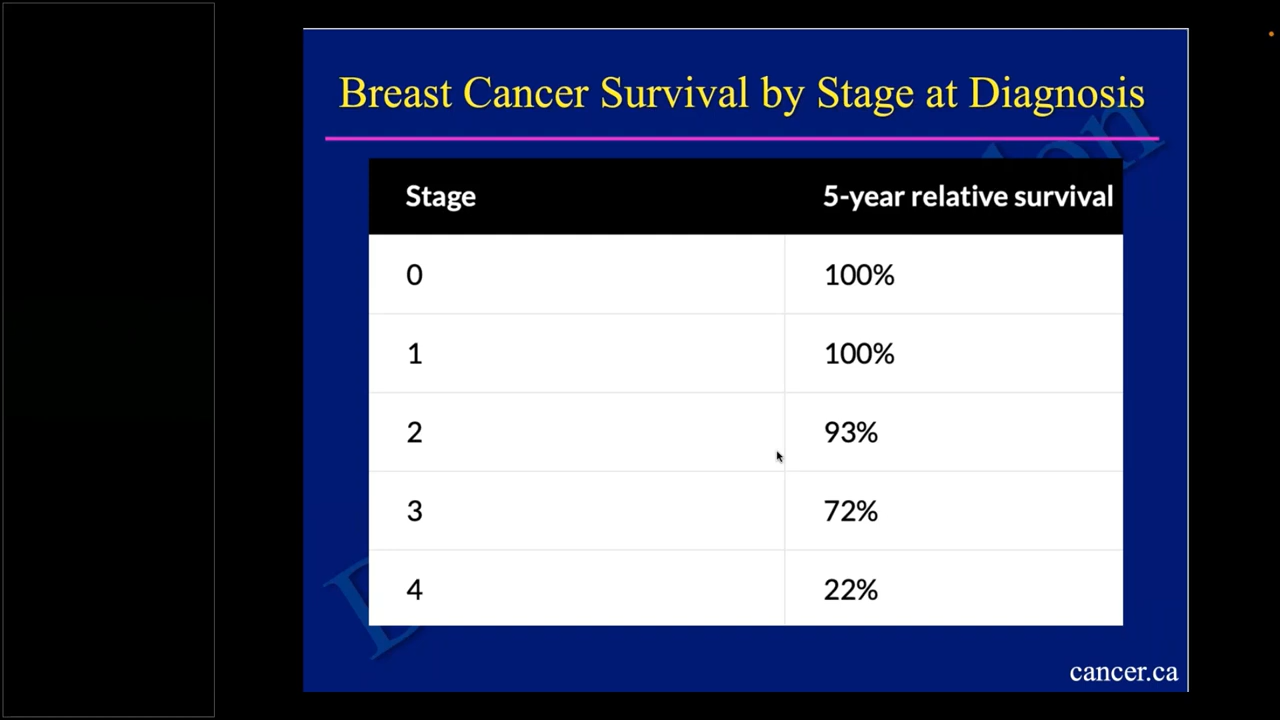 Breast Cancer Survival by Stage at Diagnosis
Stage 5-year relative survival
0 100%
1 100%
2 93%
3 72%
4 22%
cancer.ca